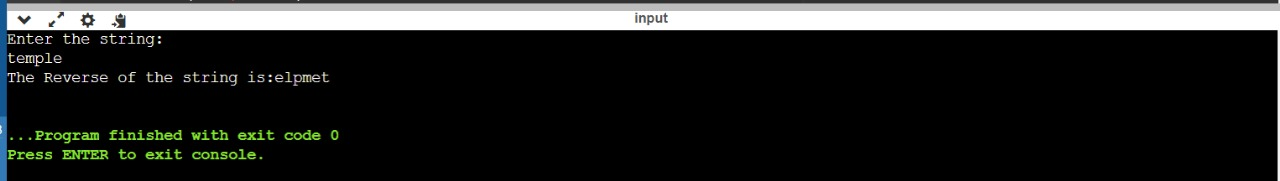 input
Enter the string:
temple
The Reverse of the string is:elpmet
...Program finished with exit code 0
Press ENTER to exit console.